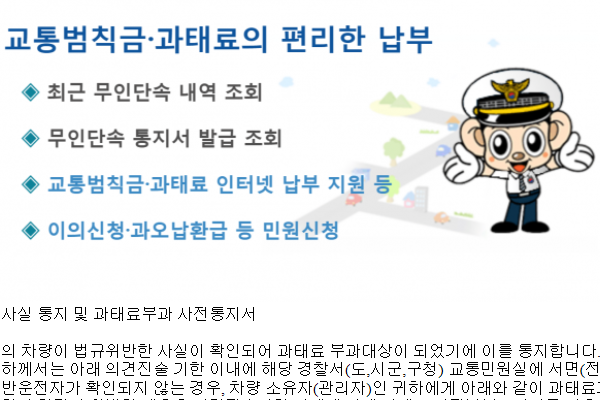 교통범칙금·과태료의 편리한 납부
◈ 최근 무인단속 내역 조회
◈ 무인단속 통지서 발급 조회
◈ 교통범칙금·과태료 인터넷 납부 지원 등
◈ 이의신청·과오납환급 등 민원신청
사실 통지 및 과태료부과 사전통지서
의 차량이 법규위반한 사실이 확인되어 과태료 부과대상이 되었기에 이를 통지합니다.
하께서는 아래 의견진술 기한 이내에 해당 경찰서(도,시군,구청) 교통민원실에 서면(전
반운전자가 확인되지 않는 경우, 차량 소유자(관리자)인 귀하에게 아래와 같이 과태료